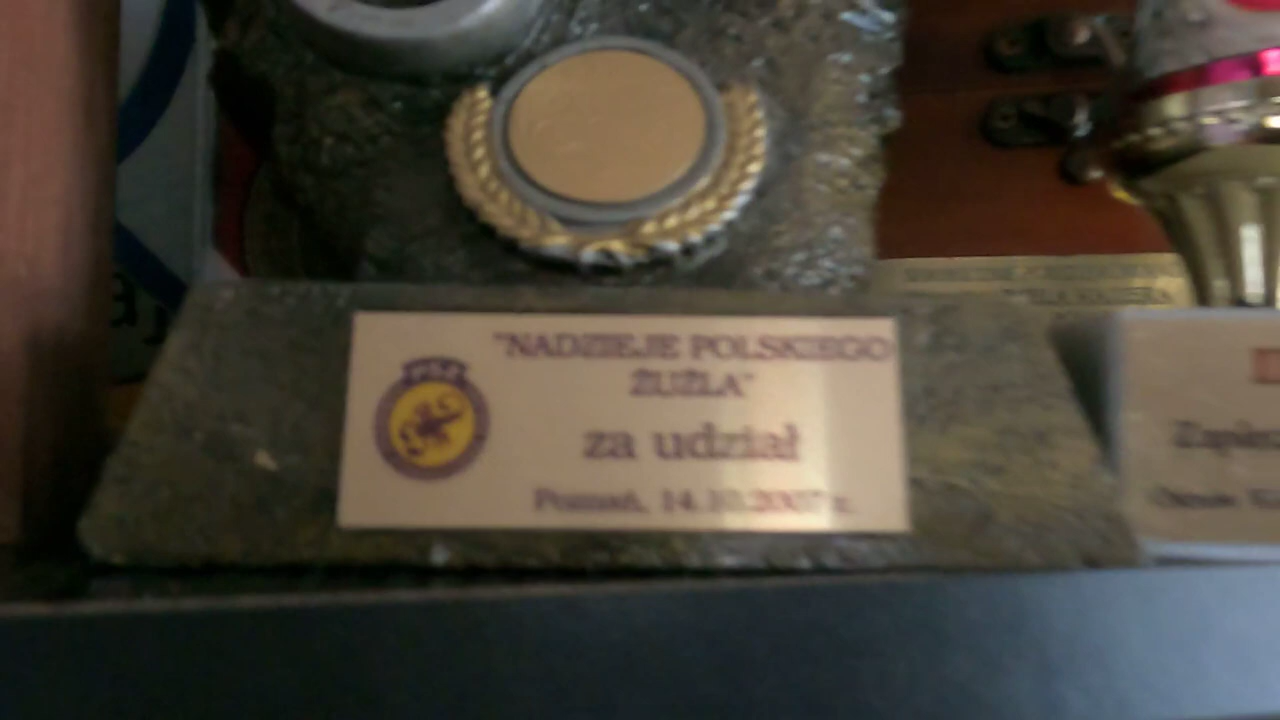 "NADZIEJE POLSKIEGO
ŻUŻLA"
za udział
Poznań, 14.10.2007 r.